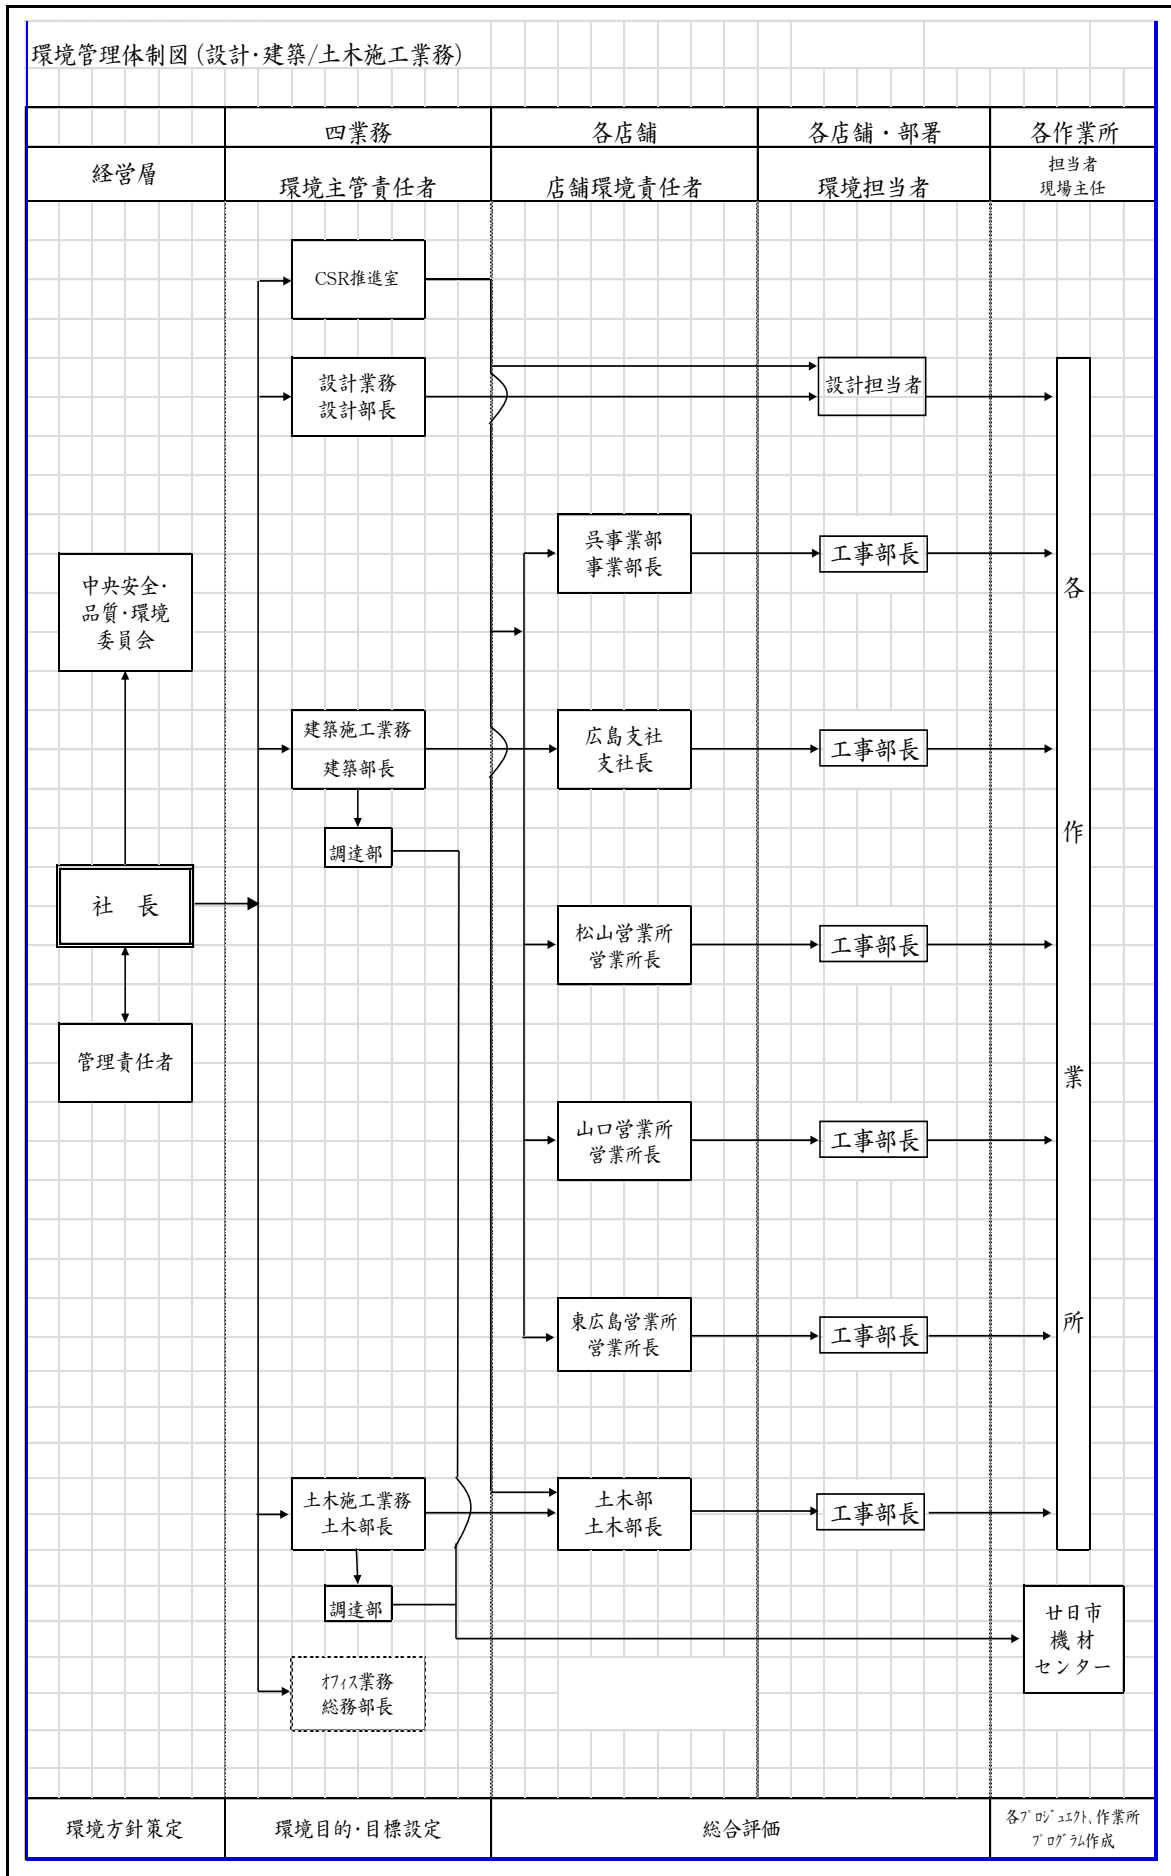 環境管理体制図(設計･建築/土木施工業務)
四業務
各店舗
各店舗・部署
各作業所
経営層
環境主管責任者
店舗環境責任者
環境担当者
担当者
現場主任
CSR推進室
設計業務
設計部長
設計担当者
呉事業部
事業部長
工事部長
中央安全･
品質･環境
委員会
建築施工業務
建築部長
広島支社
支社長
工事部長
調達部
社　長
松山営業所
営業所長
工事部長
管理責任者
山口営業所
営業所長
工事部長
東広島営業所
営業所長
工事部長
土木施工業務
土木部長
土木部
土木部長
工事部長
各
作
業
所
調達部
廿日市
機 材
センター
ｵﾌｨｽ業務
総務部長
環境方針策定
環境目的･目標設定
総合評価
各ﾌﾟﾛｼﾞｭｴｸﾄ､作業所
ﾌﾟﾛｸﾞﾗﾑ作成